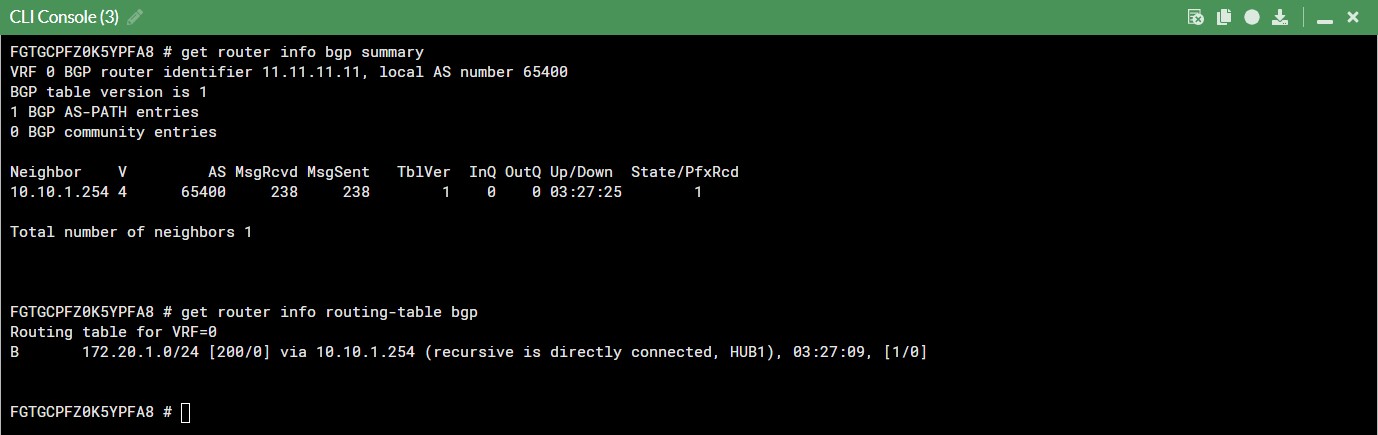 CLI Console (3)
FGTGCPFZ0K5YPFA8 # get router info bgp summary
VRF 0 BGP router identifier 11.11.11.11, local AS number 65400
BGP table version is 1
1 BGP AS-PATH entries
0 BGP community entries
Neighbor    V         AS MsgRcvd MsgSent   TblVer  InQ OutQ Up/Down  State/PfxRcd
10.10.1.254 4      65400     238     238        1    0    0 03:27:25        1
Total number of neighbors 1
FGTGCPFZ0K5YPFA8 # get router info routing-table bgp
Routing table for VRF=0
B       172.20.1.0/24 [200/0] via 10.10.1.254 (recursive is directly connected, HUB1), 03:27:09, [1/0]
FGTGCPFZ0K5YPFA8 #